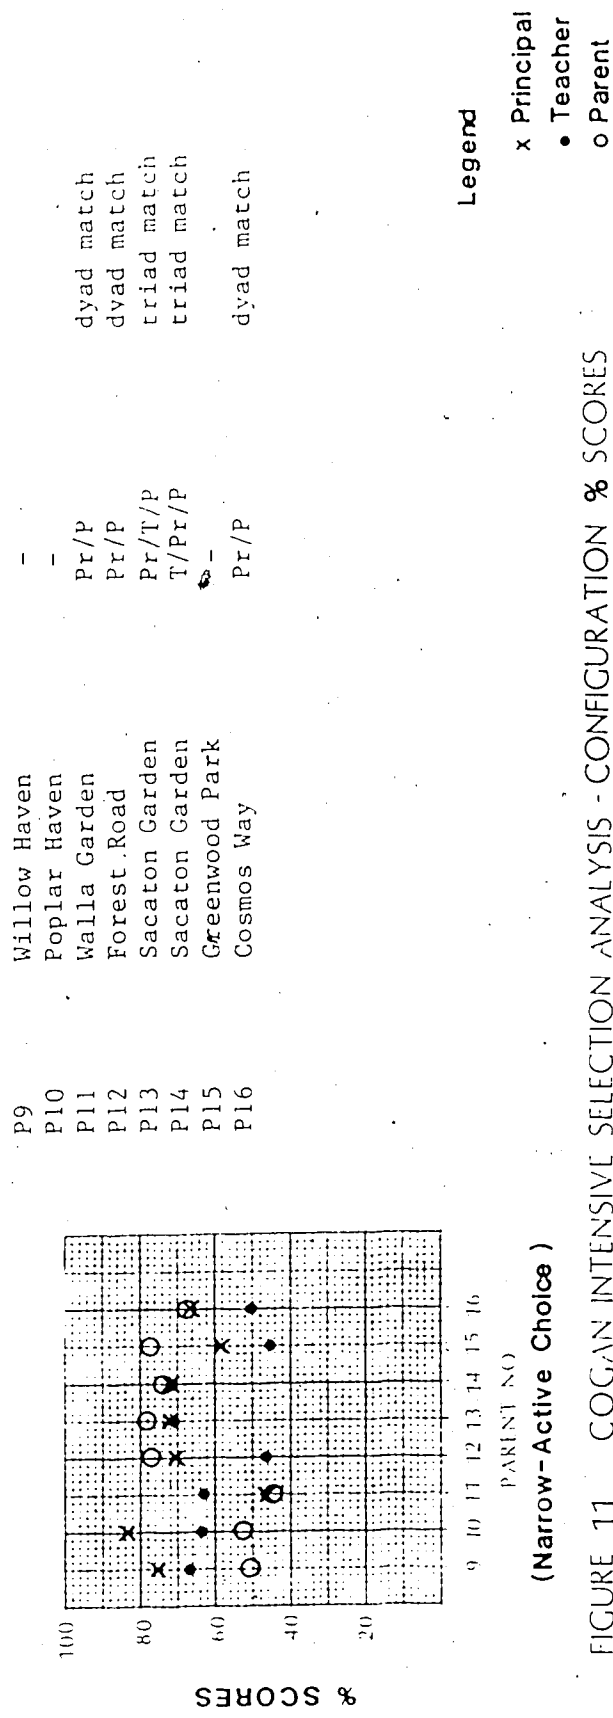 P9 Willow Haven -
P10 Poplar Haven -
P11 Walla Garden Pr/P dyad match
P12 Forest Road Pr/P dyad match
P13 Sacaton Garden Pr/T/P triad match
P14 Sacaton Garden T/Pr/P triad match
P15 Greenwood Park -
P16 Cosmos Way Pr/P dyad match
100
80
60
40
20
% SCORES
9 10 11 12 13 14 15 16
PARENT NO
(Narrow-Active Choice)
Legend
x Principal
• Teacher
o Parent
FIGURE 11 COGAN INTENSIVE SELECTION ANALYSIS - CONFIGURATION % SCORES